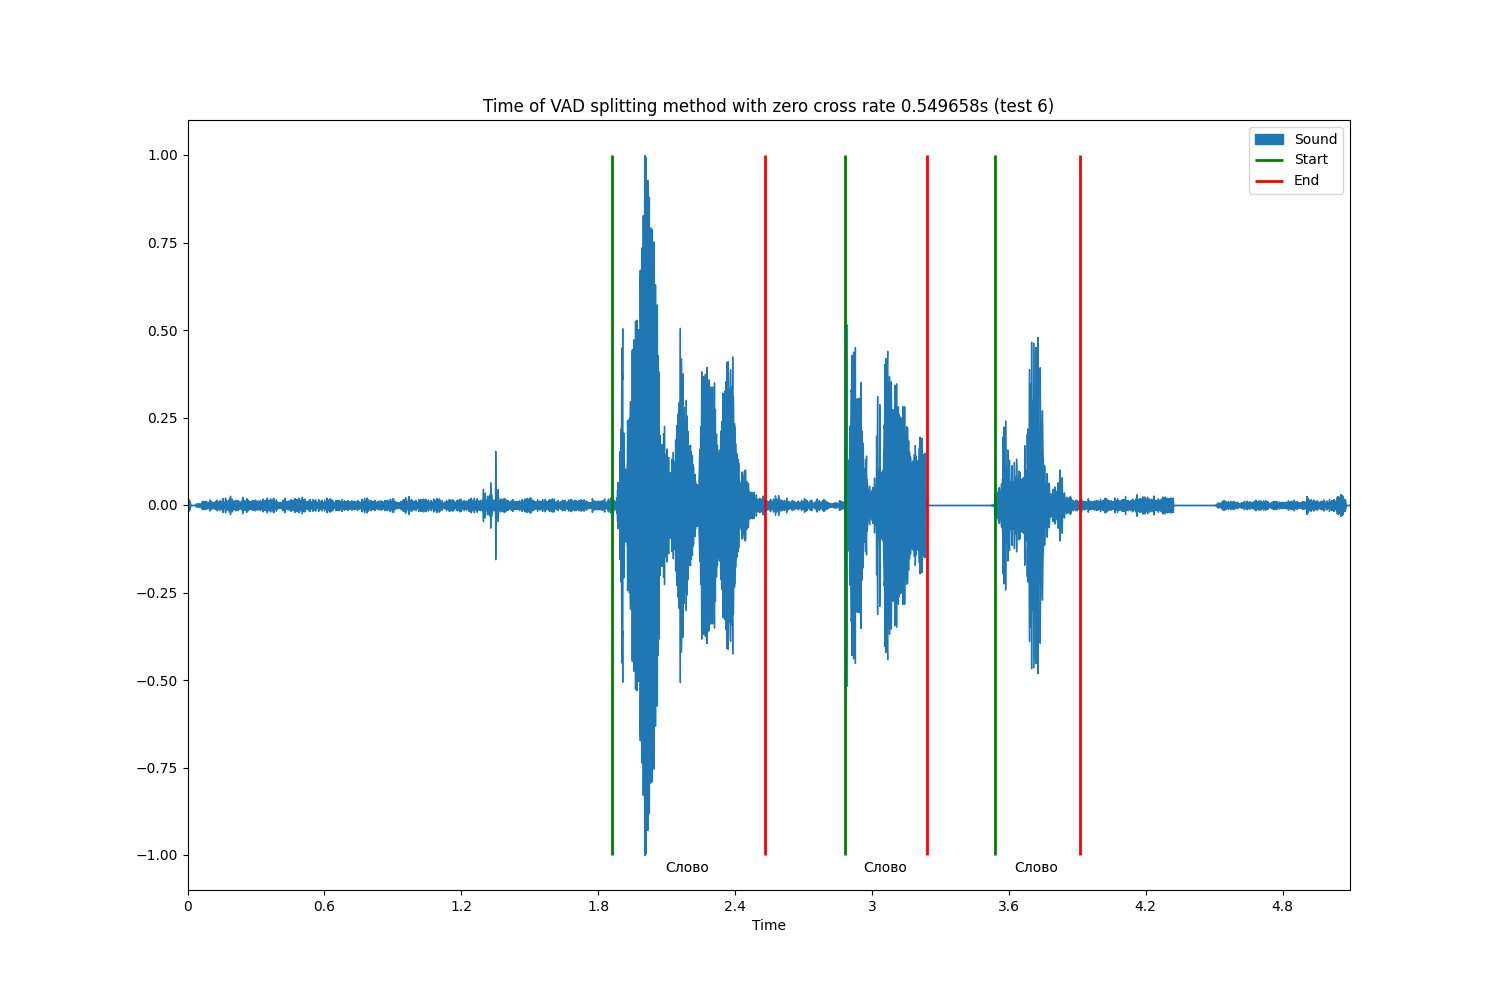 Time of VAD splitting method with zero cross rate 0.549658s (test 6)
Sound
Start
End
1.00
0.75
0.50
0.25
0.00
−0.25
−0.50
−0.75
−1.00
Слово Слово Слово
0 0.6 1.2 1.8 2.4 3 3.6 4.2 4.8
Time